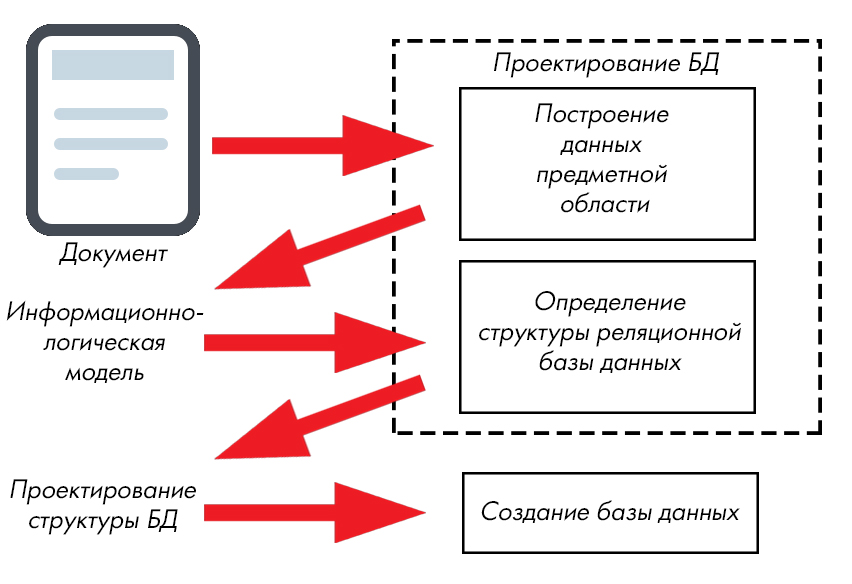 Проектирование БД
Построение
данных
предметной
области
Документ
Информационно-
логическая
модель
Определение
структуры реляционной
базы данных
Проектирование
структуры БД
Создание базы данных